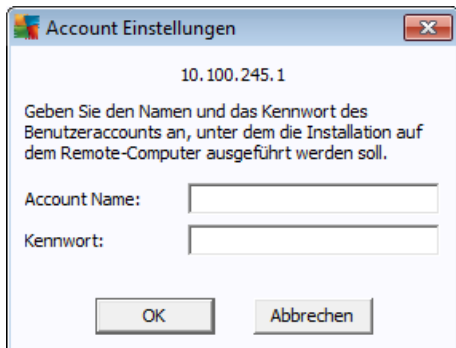 Account Einstellungen
10.100.245.1
Geben Sie den Namen und das Kennwort des
Benutzeraccounts an, unter dem die Installation auf
dem Remote-Computer ausgeführt werden soll.
Account Name:
Kennwort:
OK
Abbrechen